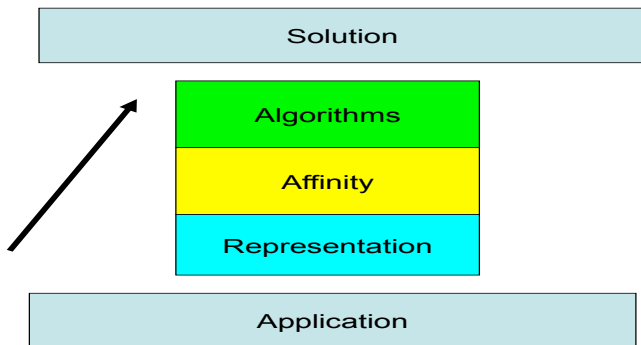 Solution
Algorithms
Affinity
Representation
Application